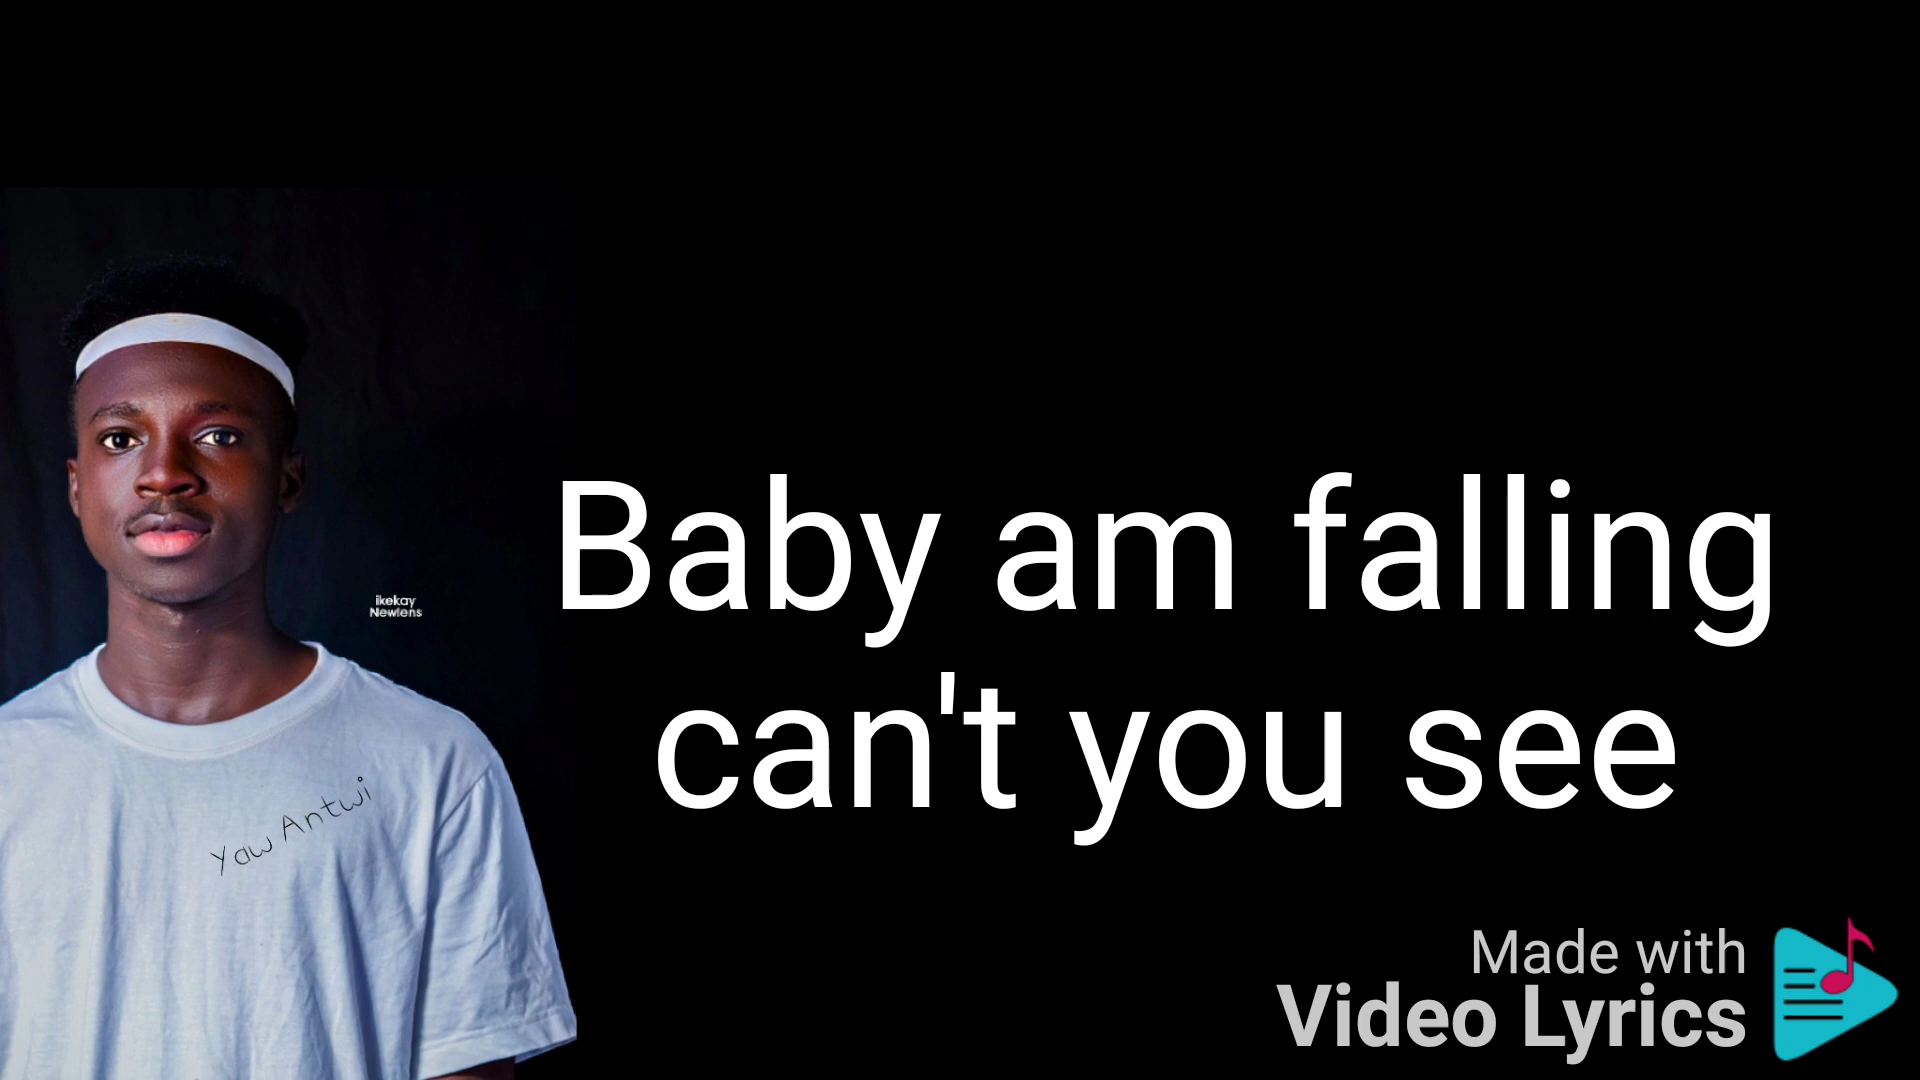 ikekay
Newlens
Baby am falling
can't you see
Yaw Antwi
Made with
Video Lyrics